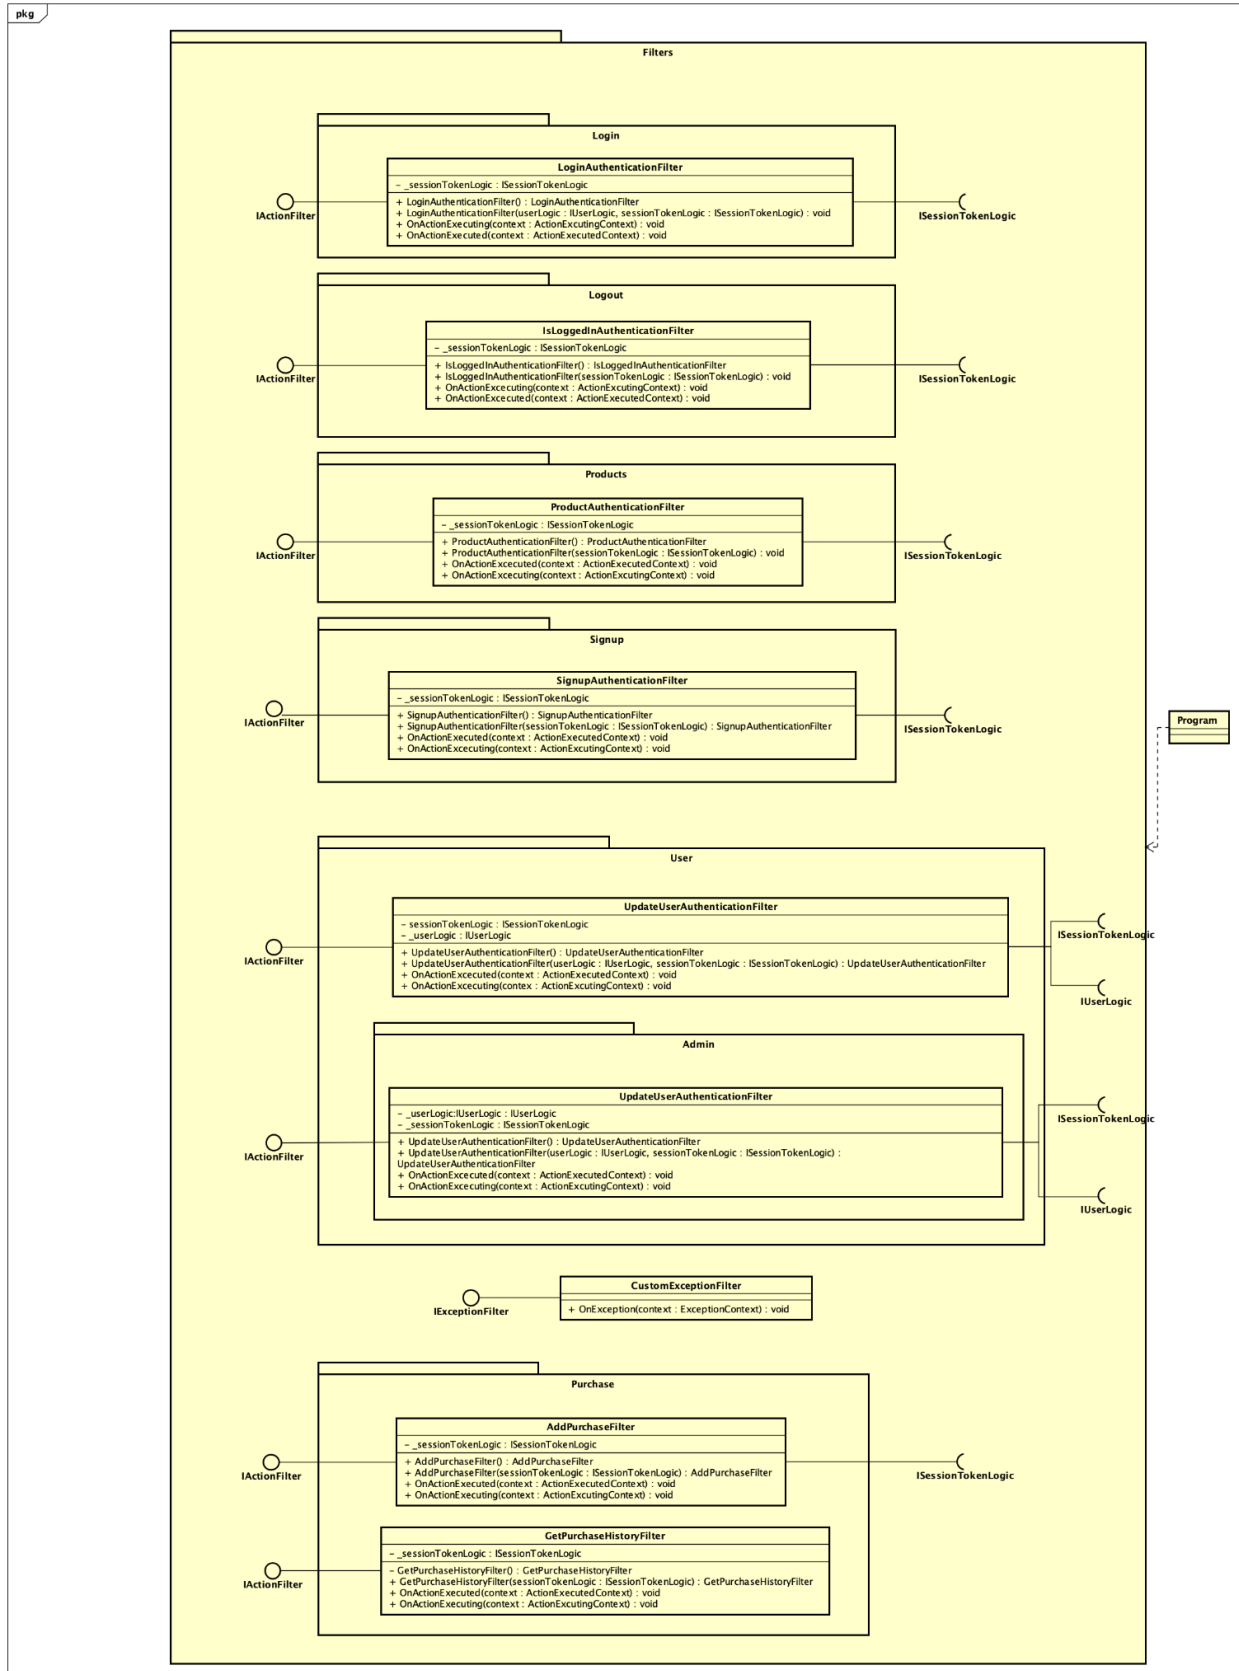 pkg
Filters
Login
LoginAuthenticationFilter
– _sessionTokenLogic : ISessionTokenLogic
+ LoginAuthenticationFilter() : LoginAuthenticationFilter
+ LoginAuthenticationFilter(userLogic : IUserLogic, sessionTokenLogic : ISessionTokenLogic) : void
+ OnActionExecuting(context : ActionExcutingContext) : void
+ OnActionExecuted(context : ActionExecutedContext) : void
IActionFilter
ISessionTokenLogic
Logout
IsLoggedInAuthenticationFilter
– _sessionTokenLogic : ISessionTokenLogic
+ IsLoggedInAuthenticationFilter() : IsLoggedInAuthenticationFilter
+ IsLoggedInAuthenticationFilter(sessionTokenLogic : ISessionTokenLogic) : void
+ OnActionExcecuting(context : ActionExcutingContext) : void
+ OnActionExcecuted(context : ActionExecutedContext) : void
IActionFilter
ISessionTokenLogic
Products
ProductAuthenticationFilter
– _sessionTokenLogic : ISessionTokenLogic
+ ProductAuthenticationFilter() : ProductAuthenticationFilter
+ ProductAuthenticationFilter(sessionTokenLogic : ISessionTokenLogic) : void
+ OnActionExcecuted(context : ActionExecutedContext) : void
+ OnActionExcecuting(context : ActionExcutingContext) : void
IActionFilter
ISessionTokenLogic
Signup
SignupAuthenticationFilter
– _sessionTokenLogic : ISessionTokenLogic
+ SignupAuthenticationFilter() : SignupAuthenticationFilter
+ SignupAuthenticationFilter(sessionTokenLogic : ISessionTokenLogic) : SignupAuthenticationFilter
+ OnActionExcecuted(context : ActionExecutedContext) : void
+ OnActionExcecuting(context : ActionExcutingContext) : void
IActionFilter
ISessionTokenLogic
Program
User
UpdateUserAuthenticationFilter
– sessionTokenLogic : ISessionTokenLogic
– _userLogic : IUserLogic
+ UpdateUserAuthenticationFilter() : UpdateUserAuthenticationFilter
+ UpdateUserAuthenticationFilter(userLogic : IUserLogic, sessionTokenLogic : ISessionTokenLogic) : UpdateUserAuthenticationFilter
+ OnActionExcecuted(context : ActionExecutedContext) : void
+ OnActionExcecuting(contex : ActionExcutingContext) : void
IActionFilter
ISessionTokenLogic
IUserLogic
Admin
UpdateUserAuthenticationFilter
– _userLogic:IUserLogic : IUserLogic
– _sessionTokenLogic : ISessionTokenLogic
+ UpdateUserAuthenticationFilter() : UpdateUserAuthenticationFilter
+ UpdateUserAuthenticationFilter(userLogic : IUserLogic, sessionTokenLogic : ISessionTokenLogic) :
UpdateUserAuthenticationFilter
+ OnActionExcecuted(context : ActionExecutedContext) : void
+ OnActionExcecuting(context : ActionExcutingContext) : void
IActionFilter
ISessionTokenLogic
IUserLogic
CustomExceptionFilter
+ OnException(context : ExceptionContext) : void
IExceptionFilter
Purchase
AddPurchaseFilter
– _sessionTokenLogic : ISessionTokenLogic
+ AddPurchaseFilter() : AddPurchaseFilter
+ AddPurchaseFilter(sessionTokenLogic : ISessionTokenLogic) : AddPurchaseFilter
+ OnActionExecuted(context : ActionExecutedContext) : void
+ OnActionExecuting(context : ActionExcutingContext) : void
IActionFilter
ISessionTokenLogic
GetPurchaseHistoryFilter
– _sessionTokenLogic : ISessionTokenLogic
– GetPurchaseHistoryFilter() : GetPurchaseHistoryFilter
+ GetPurchaseHistoryFilter(sessionTokenLogic : ISessionTokenLogic) : GetPurchaseHistoryFilter
+ OnActionExecuted(context : ActionExecutedContext) : void
+ OnActionExecuting(context : ActionExcutingContext) : void
IActionFilter